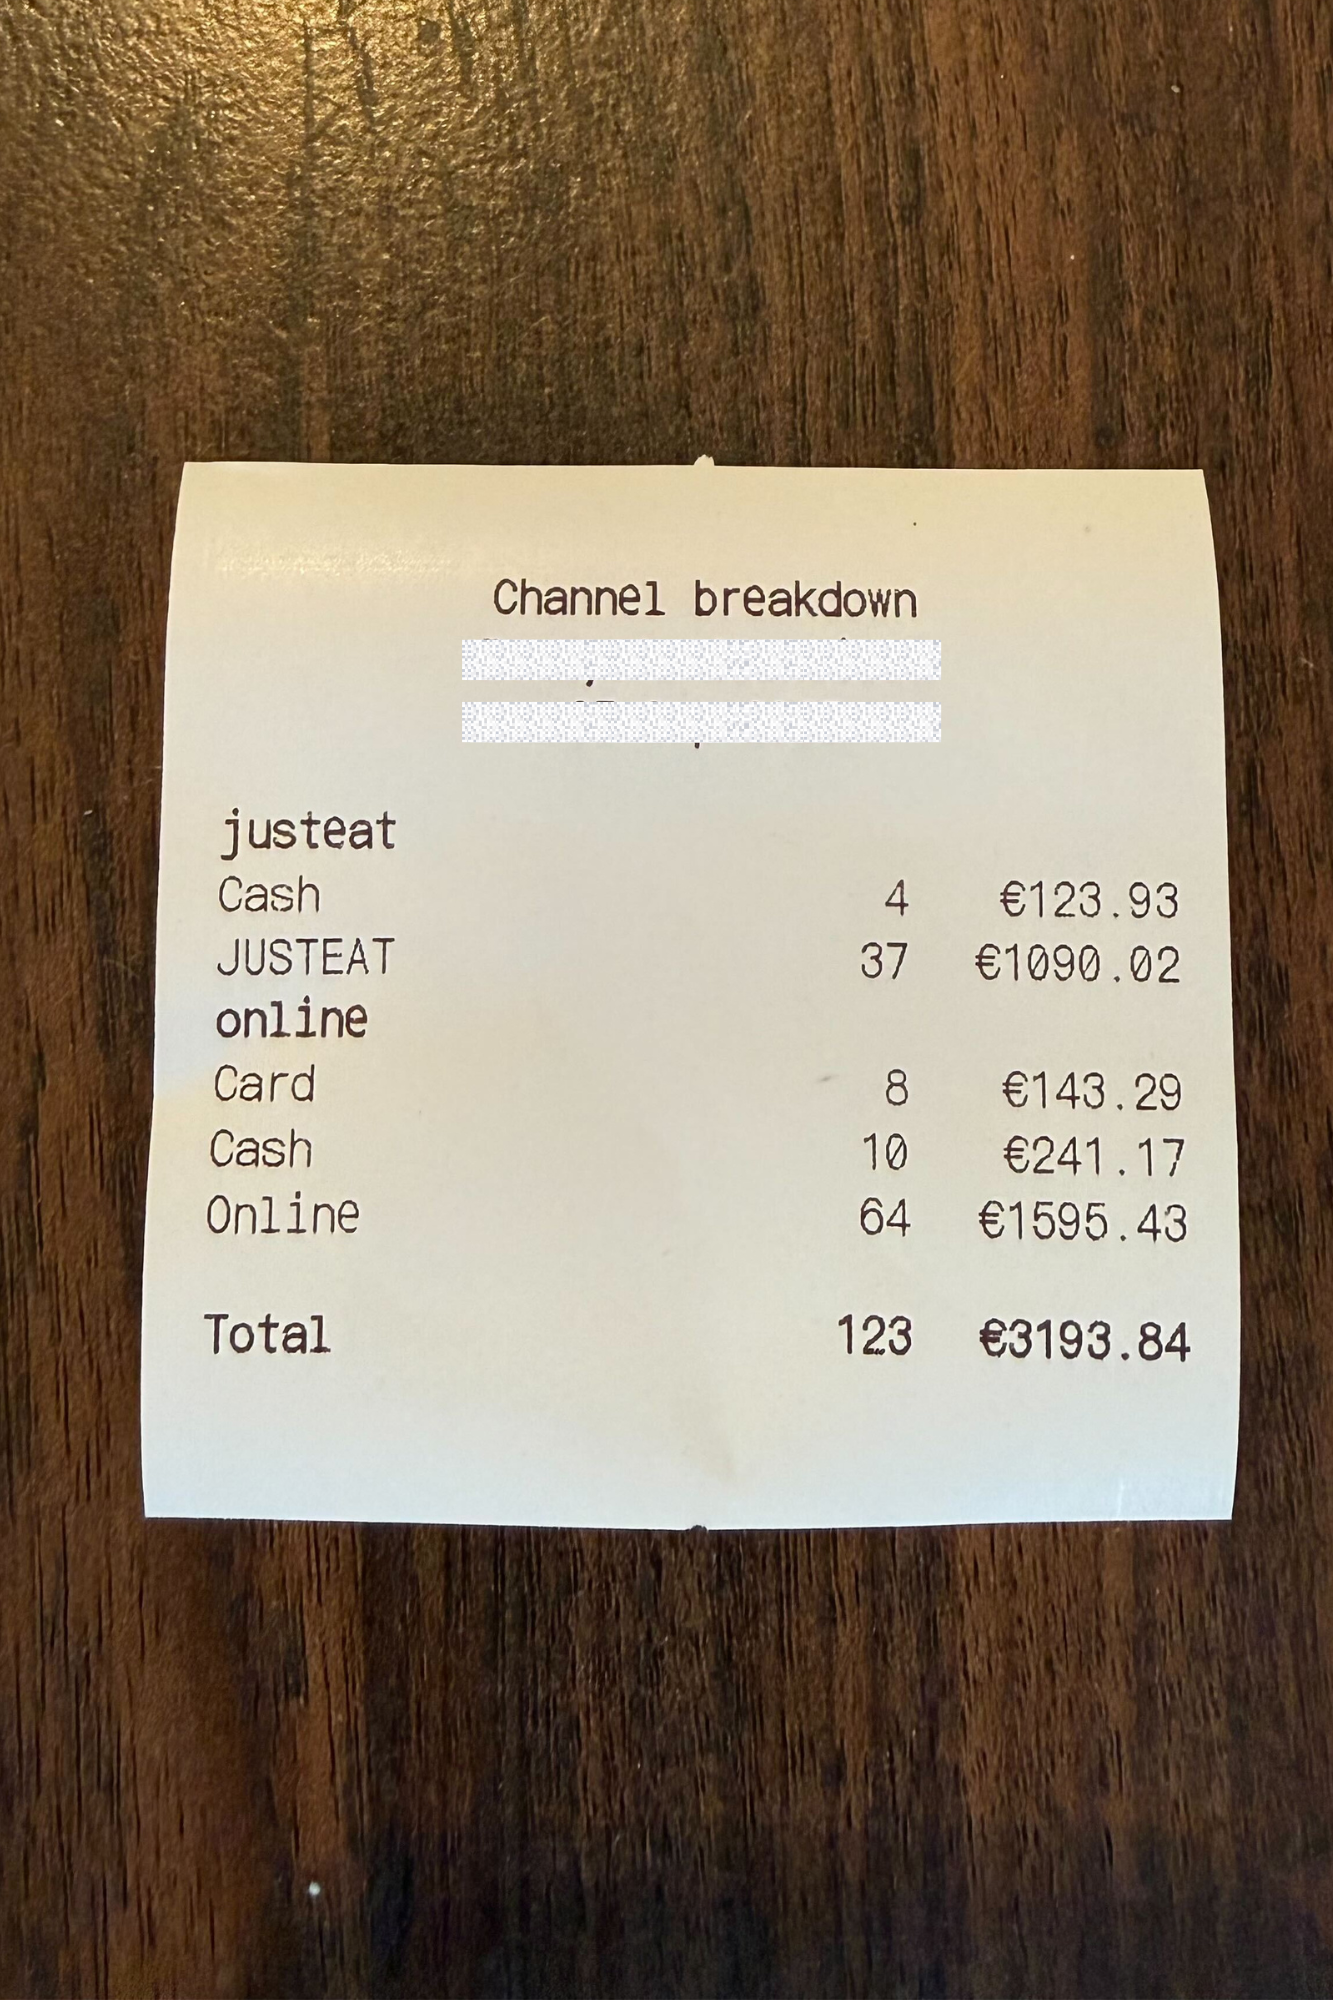 Channel breakdown
justeat
Cash 4 €123.93
JUSTEAT 37 €1090.02
online
Card 8 €143.29
Cash 10 €241.17
Online 64 €1595.43
Total 123 €3193.84